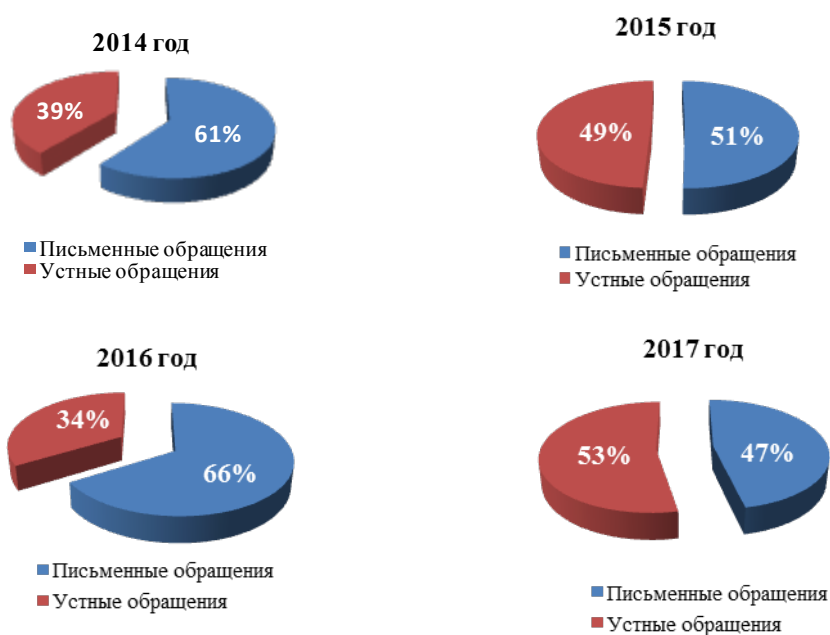 2014 год
39%
61%
Письменные обращения
Устные обращения
2015 год
49%
51%
Письменные обращения
Устные обращения
2016 год
34%
66%
Письменные обращения
Устные обращения
2017 год
53%
47%
Письменные обращения
Устные обращения